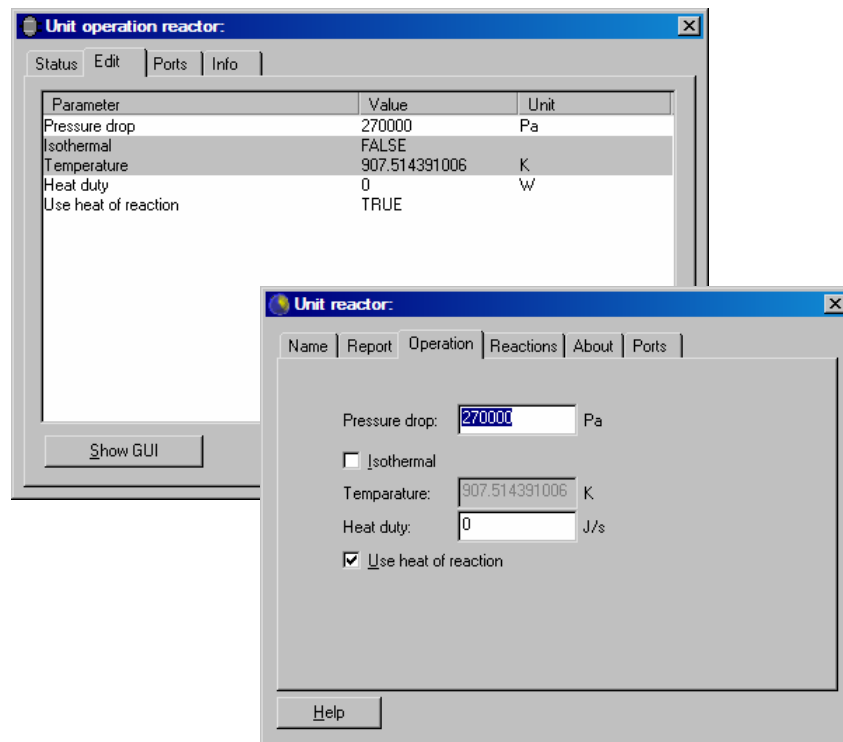 Unit operation reactor:
Status Edit Ports Info
Parameter Value Unit
Pressure drop 270000 Pa
Isothermal FALSE
Temperature 907.514391006 K
Heat duty 0 W
Use heat of reaction TRUE
Show GUI
Unit reactor:
Name Report Operation Reactions About Ports
Pressure drop: 270000 Pa
Isothermal
Temparature: 907.514391006 K
Heat duty: 0 J/s
Use heat of reaction
Help